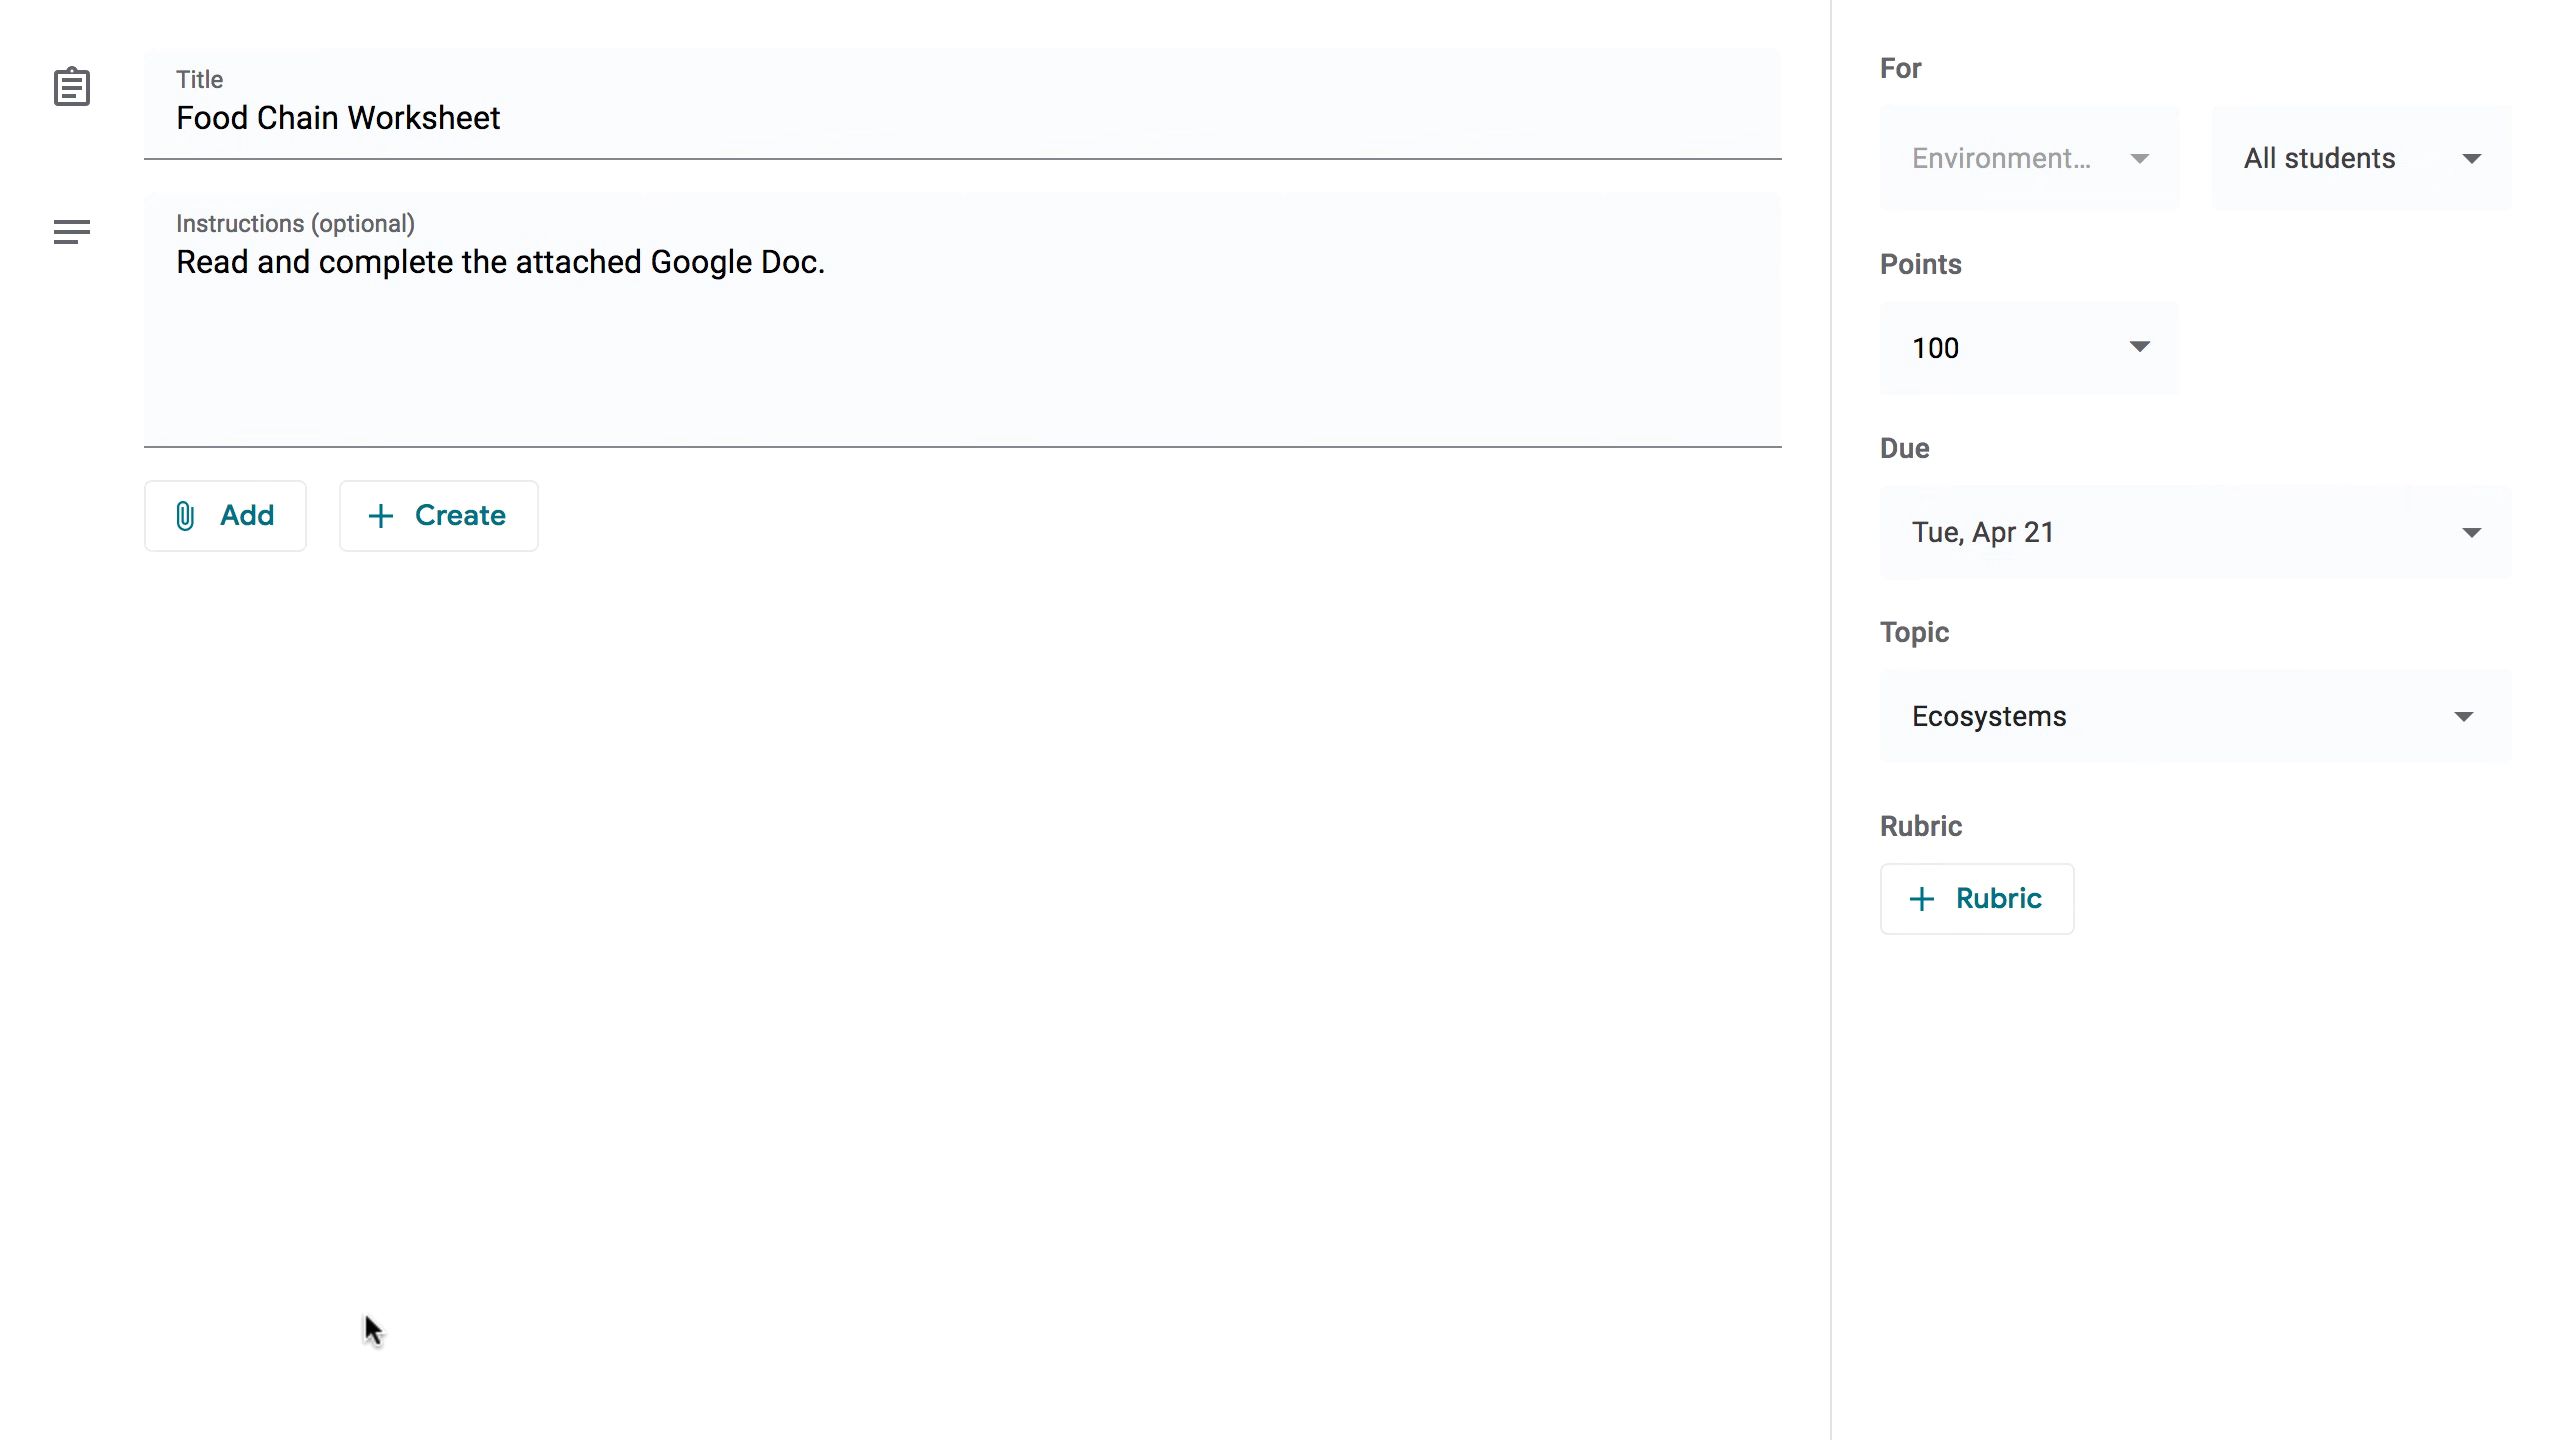 Title
Food Chain Worksheet
Instructions (optional)
Read and complete the attached Google Doc.
Add
Create
For
Environment...
All students
Points
100
Due
Tue, Apr 21
Topic
Ecosystems
Rubric
Rubric